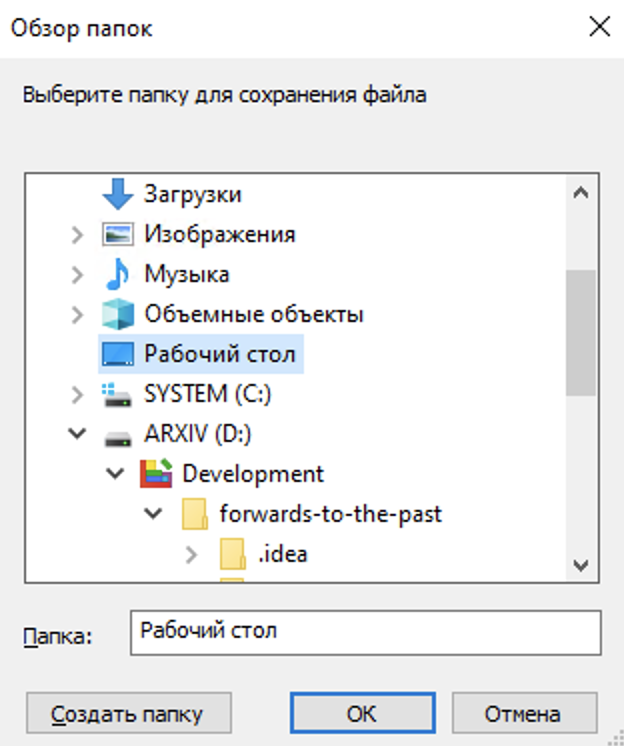 Обзор папок
Выберите папку для сохранения файла
Загрузки
Изображения
Музыка
Объемные объекты
Рабочий стол
SYSTEM (C:)
ARXIV (D:)
Development
forwards-to-the-past
.idea
Папка: Рабочий стол
Создать папку ОК Отмена